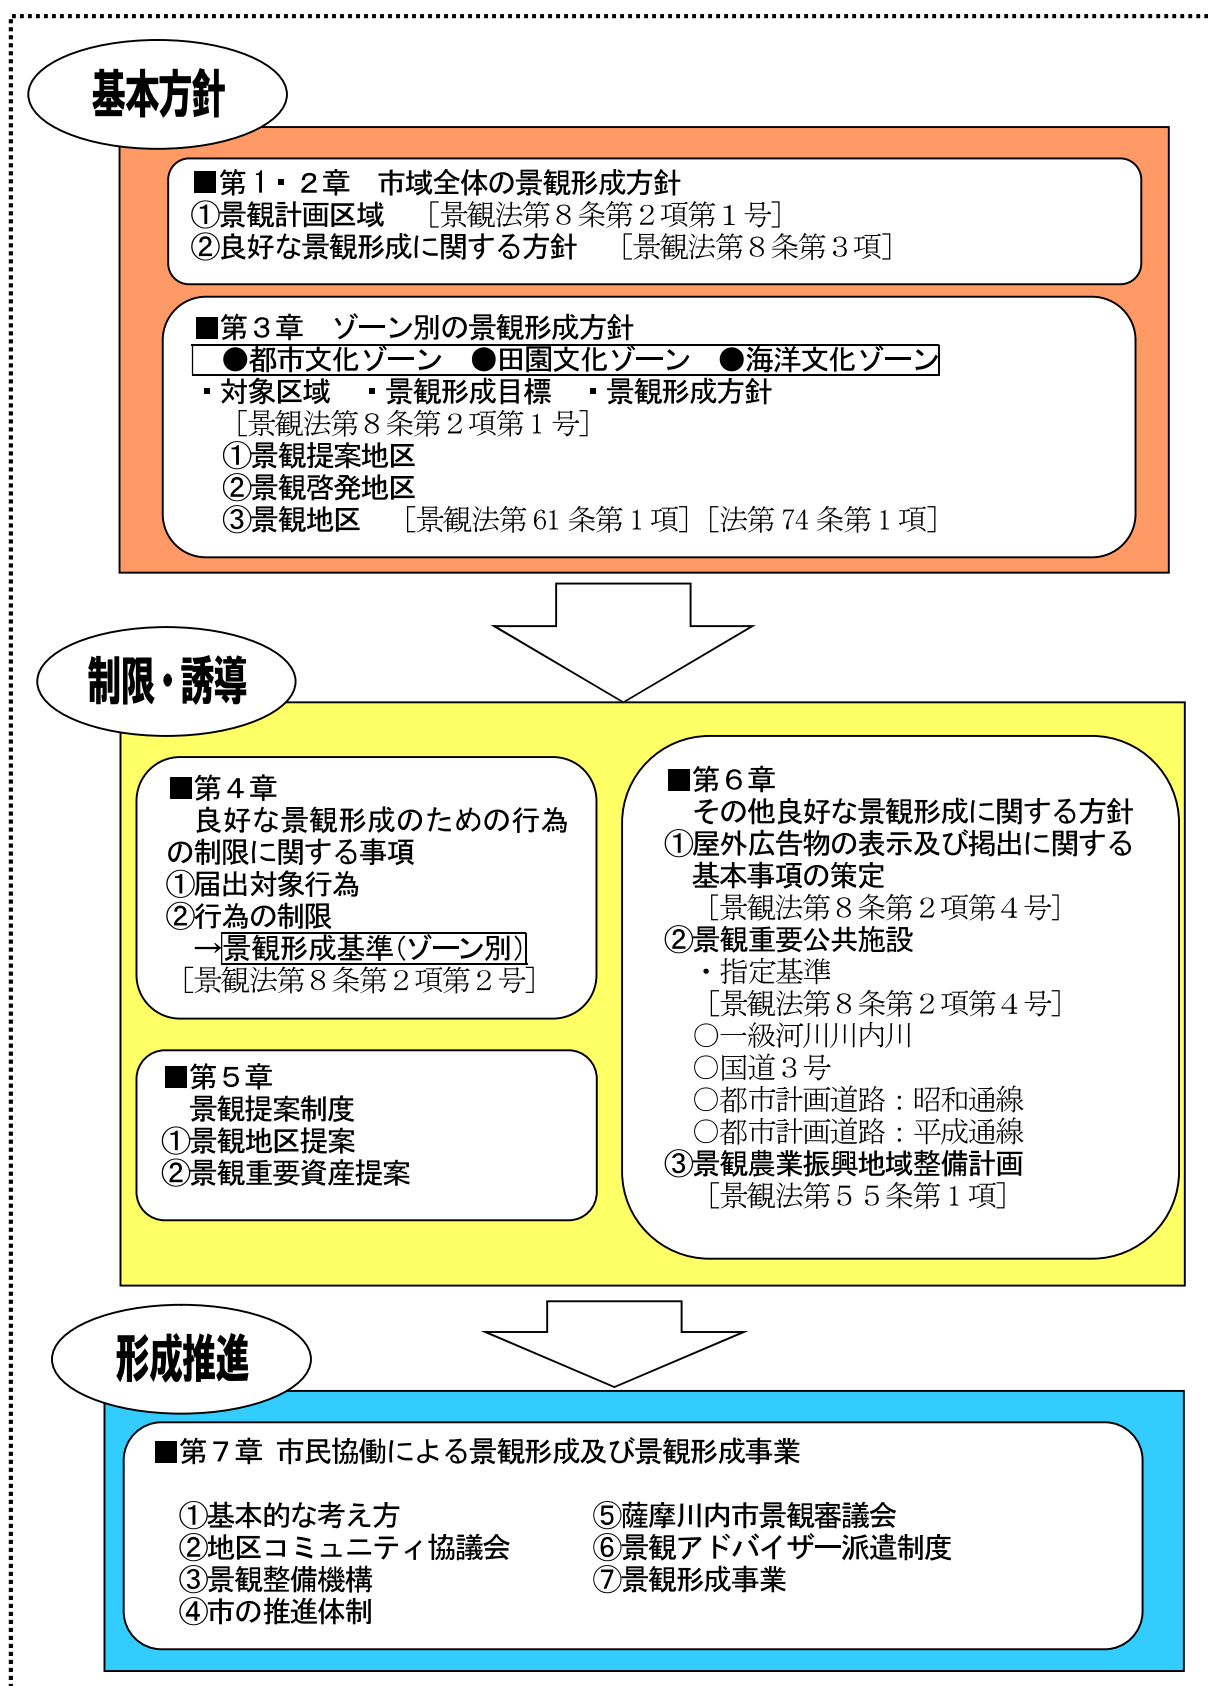 基本方針
■第1・2章　市域全体の景観形成方針
①景観計画区域　［景観法第８条第２項第１号］
②良好な景観形成に関する方針　［景観法第８条第３項］
■第３章　ゾーン別の景観形成方針
●都市文化ゾーン　●田園文化ゾーン　●海洋文化ゾーン
・対象区域　・景観形成目標　・景観形成方針
［景観法第８条第２項第１号］
①景観提案地区
②景観啓発地区
③景観地区　［景観法第 61 条第１項］［法第 74 条第１項］
制限・誘導
■第４章
良好な景観形成のための行為
の制限に関する事項
①届出対象行為
②行為の制限
→景観形成基準(ゾーン別)
［景観法第８条第２項第２号］
■第５章
景観提案制度
①景観地区提案
②景観重要資産提案
■第６章
その他良好な景観形成に関する方針
①屋外広告物の表示及び掲出に関する
基本事項の策定
［景観法第８条第２項第４号］
②景観重要公共施設
・指定基準
［景観法第８条第２項第４号］
○一級河川川内川
○国道３号
○都市計画道路：昭和通線
○都市計画道路：平成通線
③景観農業振興地域整備計画
［景観法第５５条第１項］
形成推進
■第７章 市民協働による景観形成及び景観形成事業
①基本的な考え方
②地区コミュニティ協議会
③景観整備機構
④市の推進体制
⑤薩摩川内市景観審議会
⑥景観アドバイザー派遣制度
⑦景観形成事業